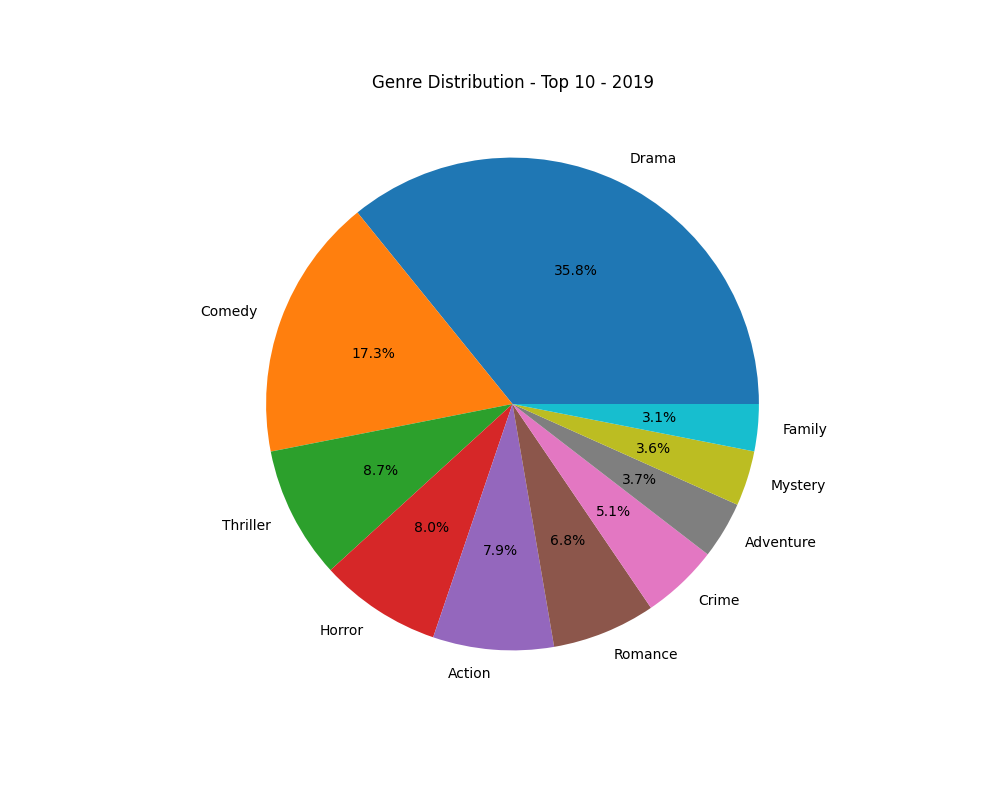 Genre Distribution - Top 10 - 2019
Drama
35.8%
Comedy
17.3%
Thriller
8.7%
Horror
8.0%
Action
7.9%
Romance
6.8%
Crime
5.1%
Adventure
3.7%
Mystery
3.6%
Family
3.1%